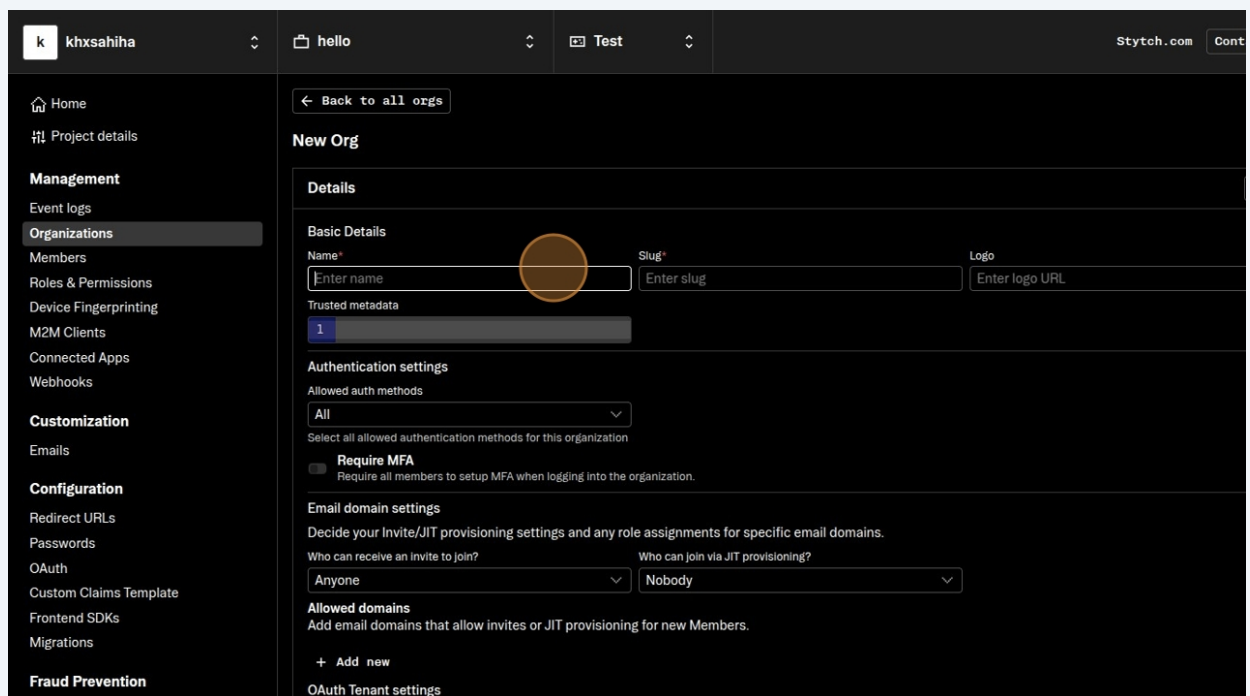 k khxsahiha hello Test Stytch.com Cont
Home
Project details
Management
Event logs
Organizations
Members
Roles & Permissions
Device Fingerprinting
M2M Clients
Connected Apps
Webhooks
Customization
Emails
Configuration
Redirect URLs
Passwords
OAuth
Custom Claims Template
Frontend SDKs
Migrations
Fraud Prevention
← Back to all orgs
New Org
Details
Basic Details
Name* Slug* Logo
Enter name Enter slug Enter logo URL
Trusted metadata
1
Authentication settings
Allowed auth methods
All
Select all allowed authentication methods for this organization
Require MFA
Require all members to setup MFA when logging into the organization.
Email domain settings
Decide your Invite/JIT provisioning settings and any role assignments for specific email domains.
Who can receive an invite to join? Who can join via JIT provisioning?
Anyone Nobody
Allowed domains
Add email domains that allow invites or JIT provisioning for new Members.
+ Add new
OAuth Tenant settings